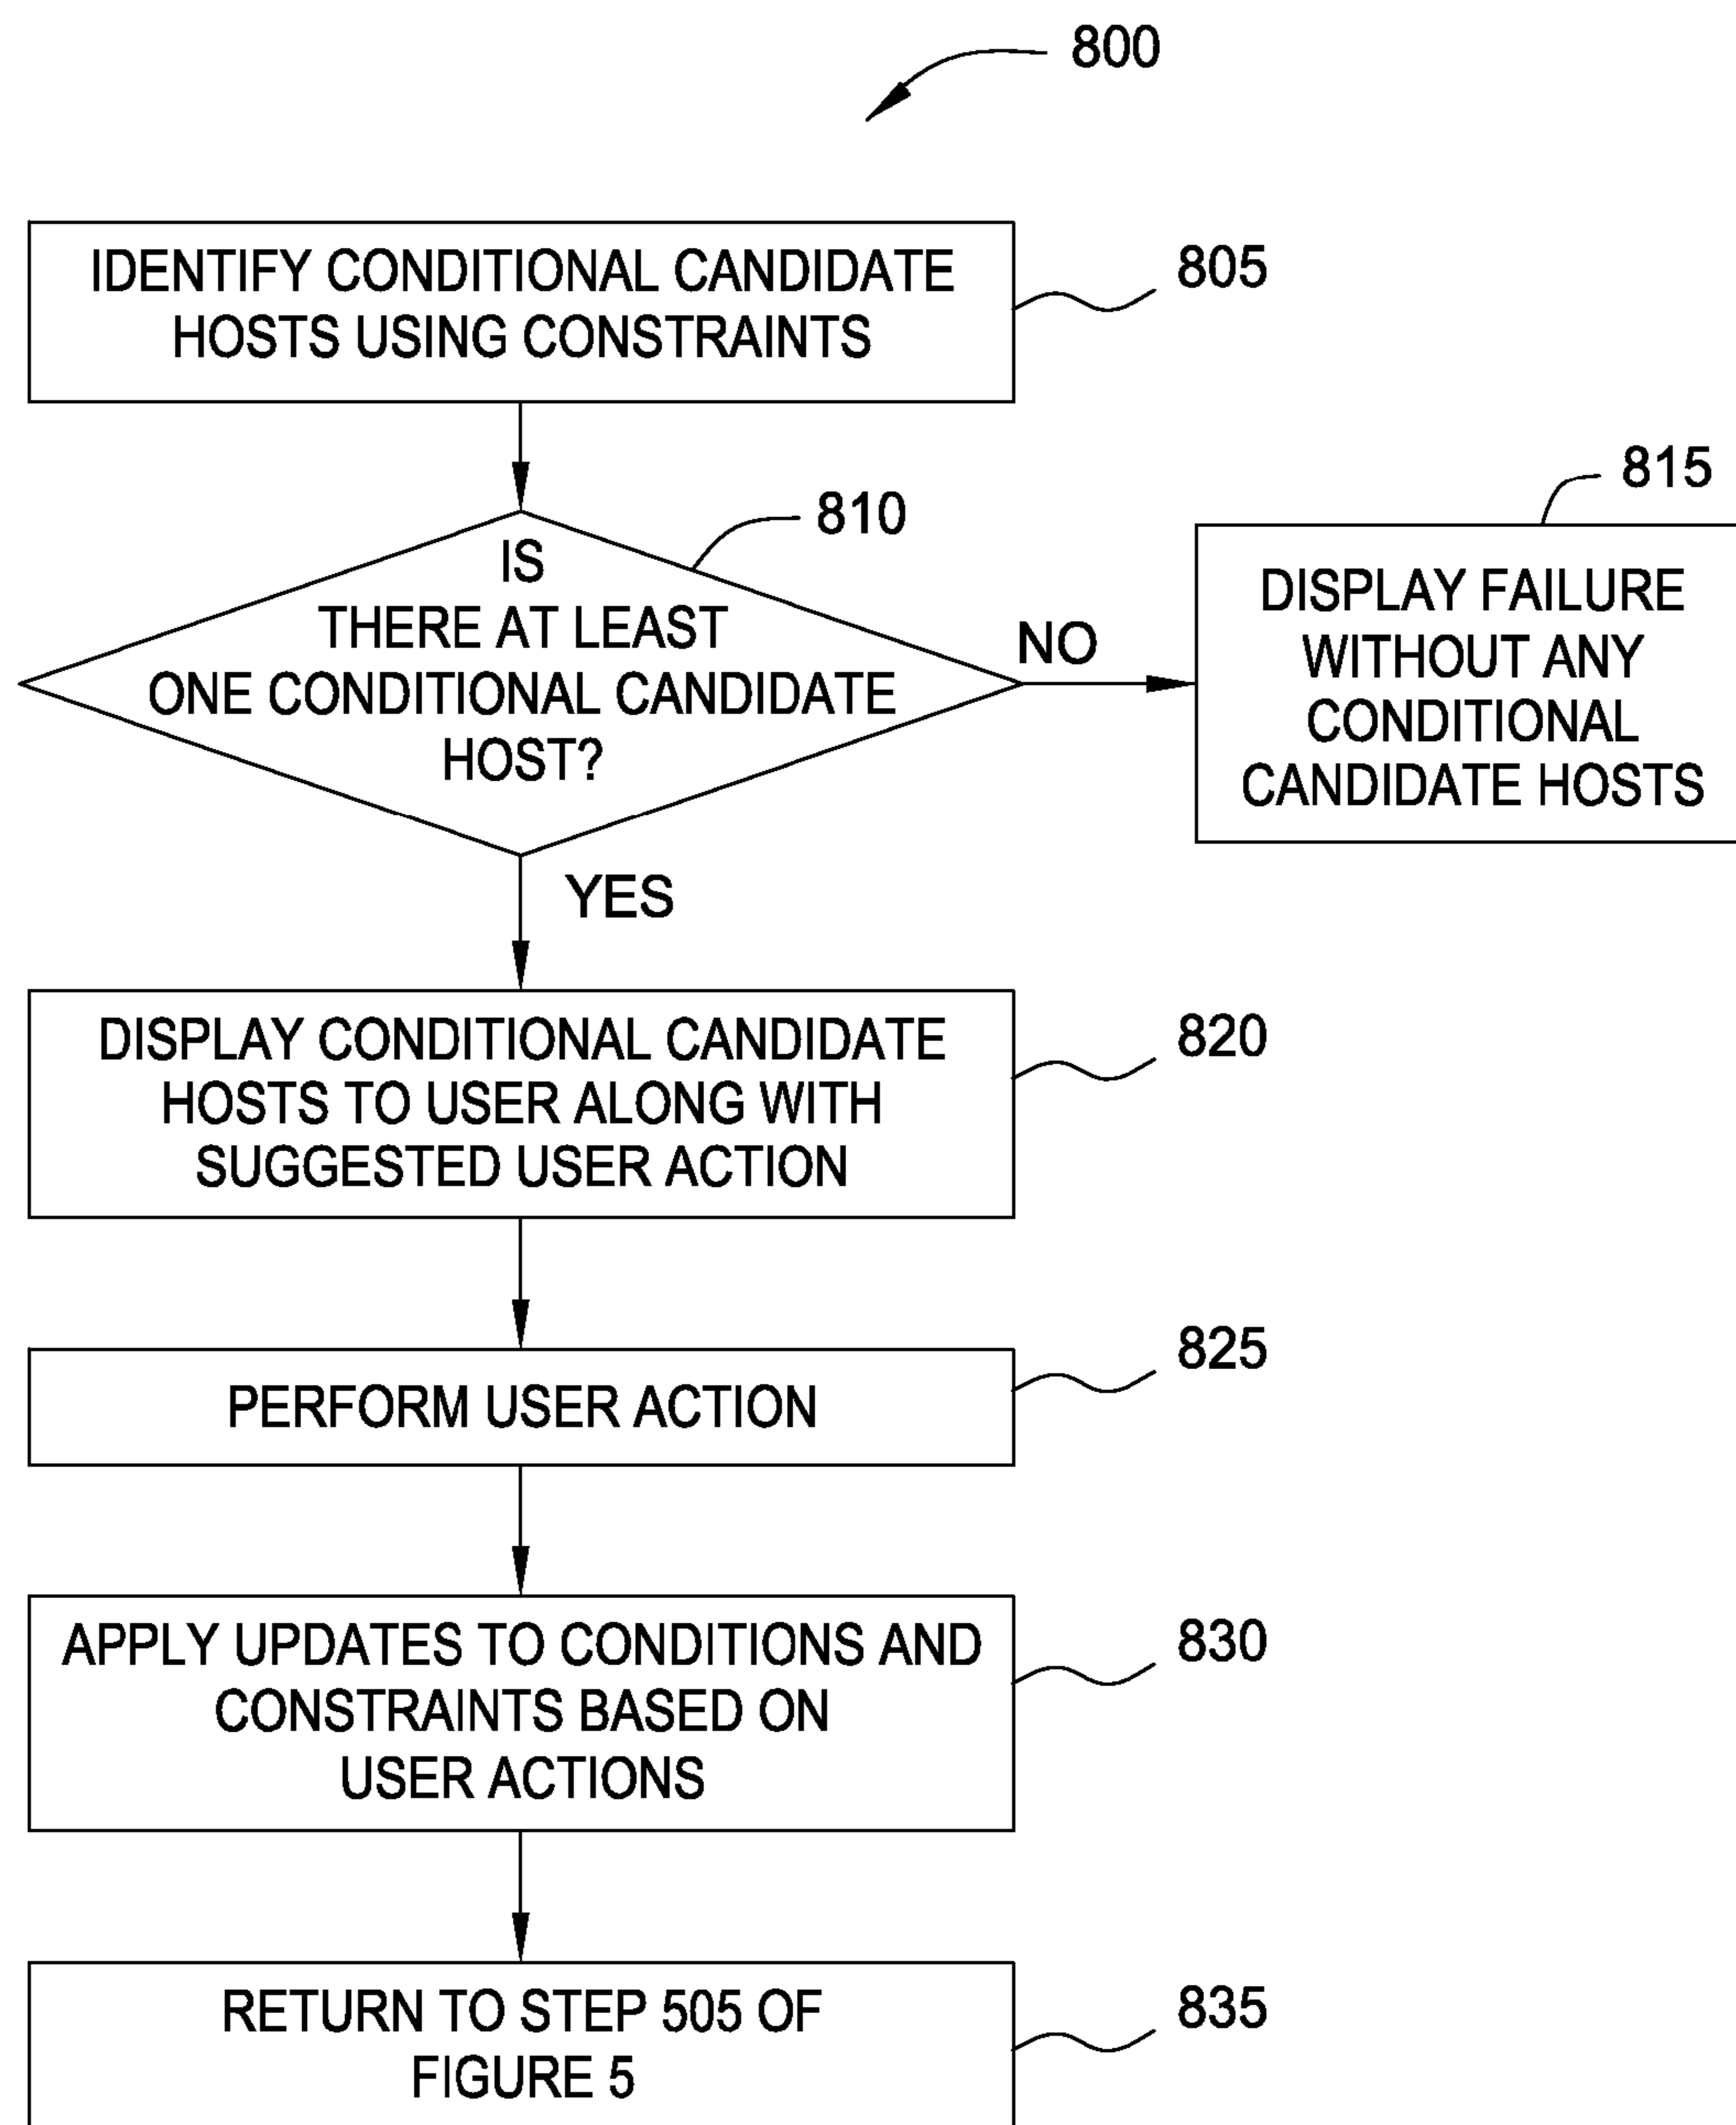 800
IDENTIFY CONDITIONAL CANDIDATE
HOSTS USING CONSTRAINTS
805
810
IS
THERE AT LEAST
ONE CONDITIONAL CANDIDATE
HOST?
NO
815
DISPLAY FAILURE
WITHOUT ANY
CONDITIONAL
CANDIDATE HOSTS
YES
DISPLAY CONDITIONAL CANDIDATE
HOSTS TO USER ALONG WITH
SUGGESTED USER ACTION
820
PERFORM USER ACTION
825
APPLY UPDATES TO CONDITIONS AND
CONSTRAINTS BASED ON
USER ACTIONS
830
RETURN TO STEP 505 OF
FIGURE 5
835